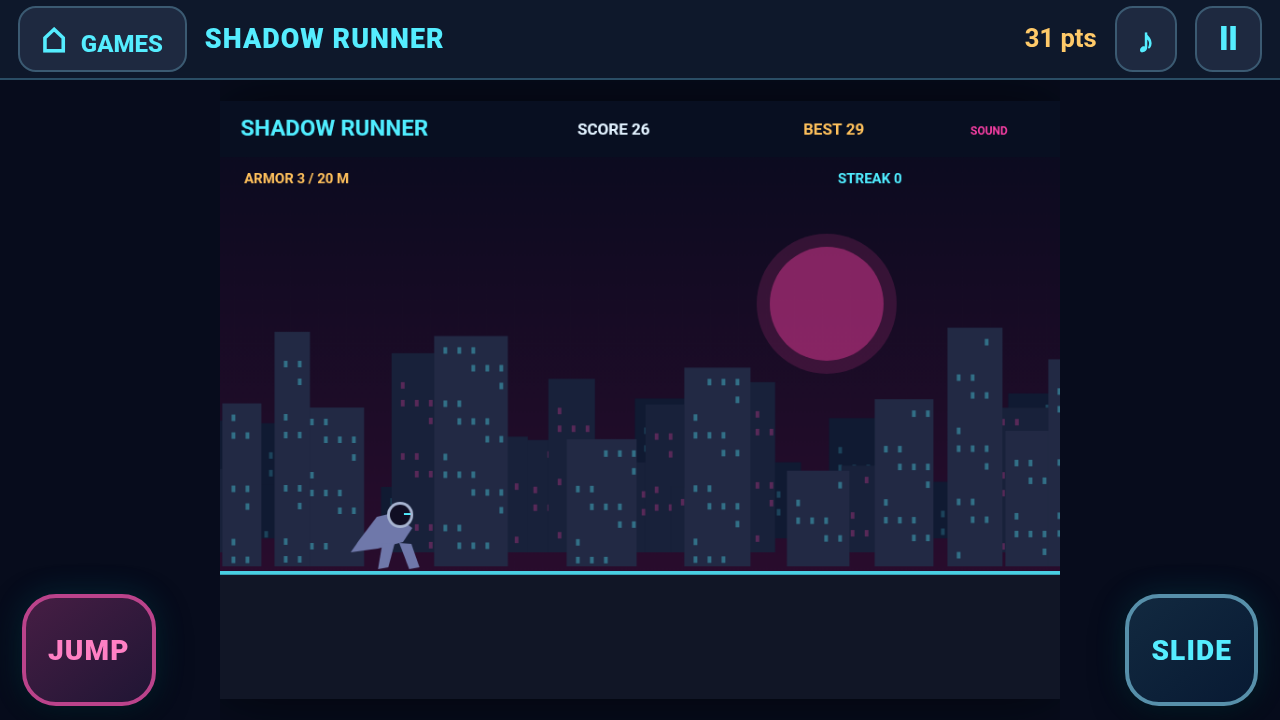 GAMES
SHADOW RUNNER
31 pts
SHADOW RUNNER
SCORE 26
BEST 29
SOUND
ARMOR 3 / 20 M
STREAK 0
JUMP
SLIDE